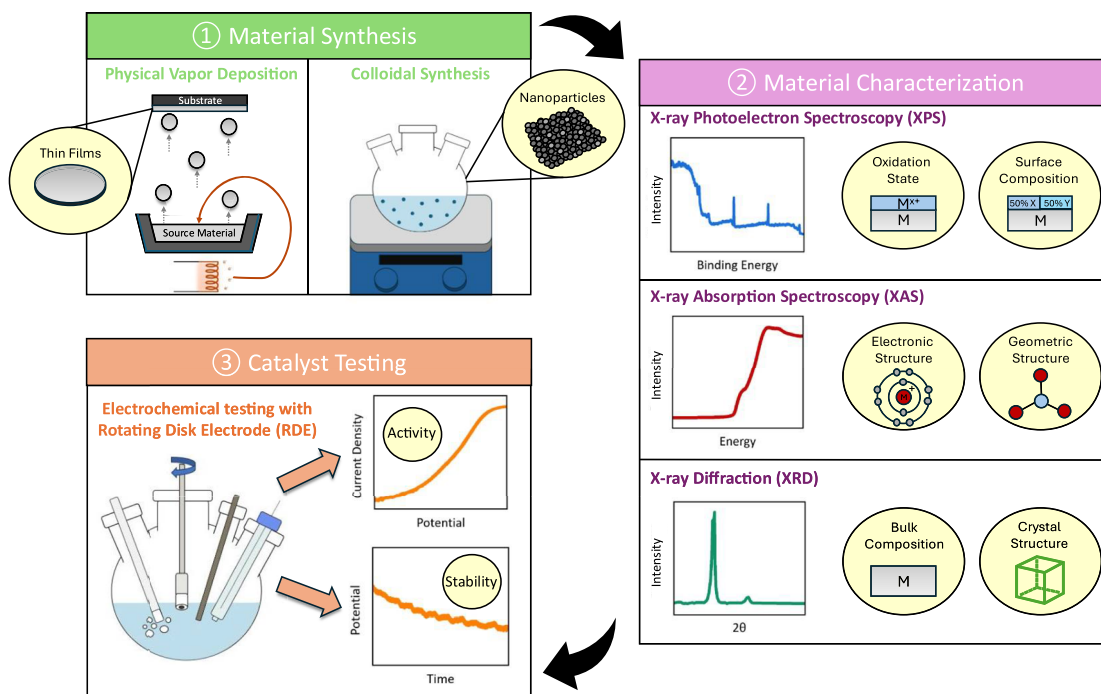 ① Material Synthesis
Physical Vapor Deposition
Substrate
Thin Films
Source Material
Colloidal Synthesis
Nanoparticles
② Material Characterization
X-ray Photoelectron Spectroscopy (XPS)
Intensity
Binding Energy
Oxidation
State
Mˣ⁺
M
Surface
Composition
50% X 50% Y
M
X-ray Absorption Spectroscopy (XAS)
Intensity
Energy
Electronic
Structure
M
+
Geometric
Structure
X-ray Diffraction (XRD)
Intensity
2θ
Bulk
Composition
M
Crystal
Structure
③ Catalyst Testing
Electrochemical testing with
Rotating Disk Electrode (RDE)
Current Density
Activity
Potential
Potential
Stability
Time